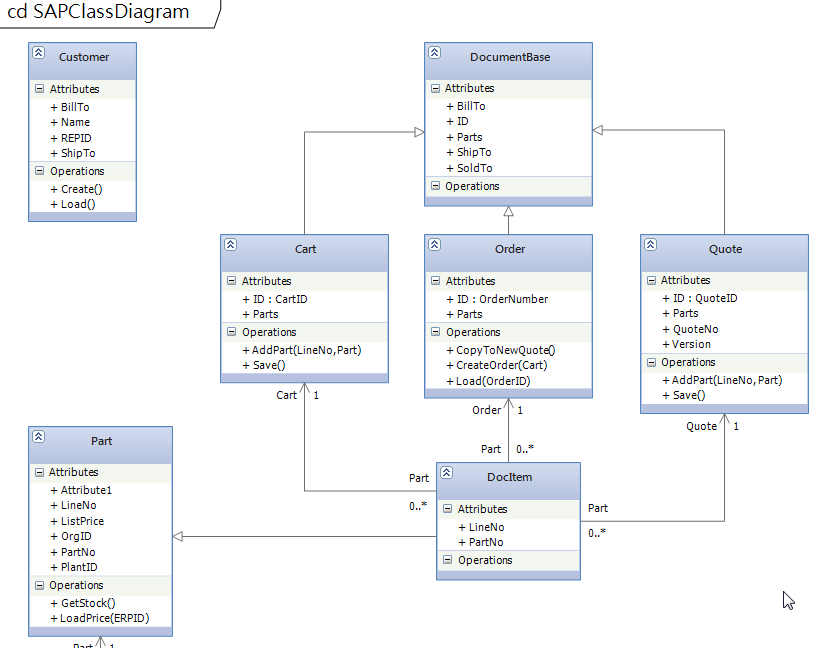 cd SAPClassDiagram
Customer
Attributes
+ BillTo
+ Name
+ REPID
+ ShipTo
Operations
+ Create()
+ Load()
DocumentBase
Attributes
+ BillTo
+ ID
+ Parts
+ ShipTo
+ SoldTo
Operations
Cart
Attributes
+ ID : CartID
+ Parts
Operations
+ AddPart(LineNo,Part)
+ Save()
Cart 1
Order
Attributes
+ ID : OrderNumber
+ Parts
Operations
+ CopyToNewQuote()
+ CreateOrder(Cart)
+ Load(OrderID)
Order 1
Quote
Attributes
+ ID : QuoteID
+ Parts
+ QuoteNo
+ Version
Operations
+ AddPart(LineNo,Part)
+ Save()
Quote 1
Part 0..*
Part
0..*
Part
0..*
Part
Attributes
+ Attribute1
+ LineNo
+ ListPrice
+ OrgID
+ PartNo
+ PlantID
Operations
+ GetStock()
+ LoadPrice(ERPID)
Part 1
DocItem
Attributes
+ LineNo
+ PartNo
Operations